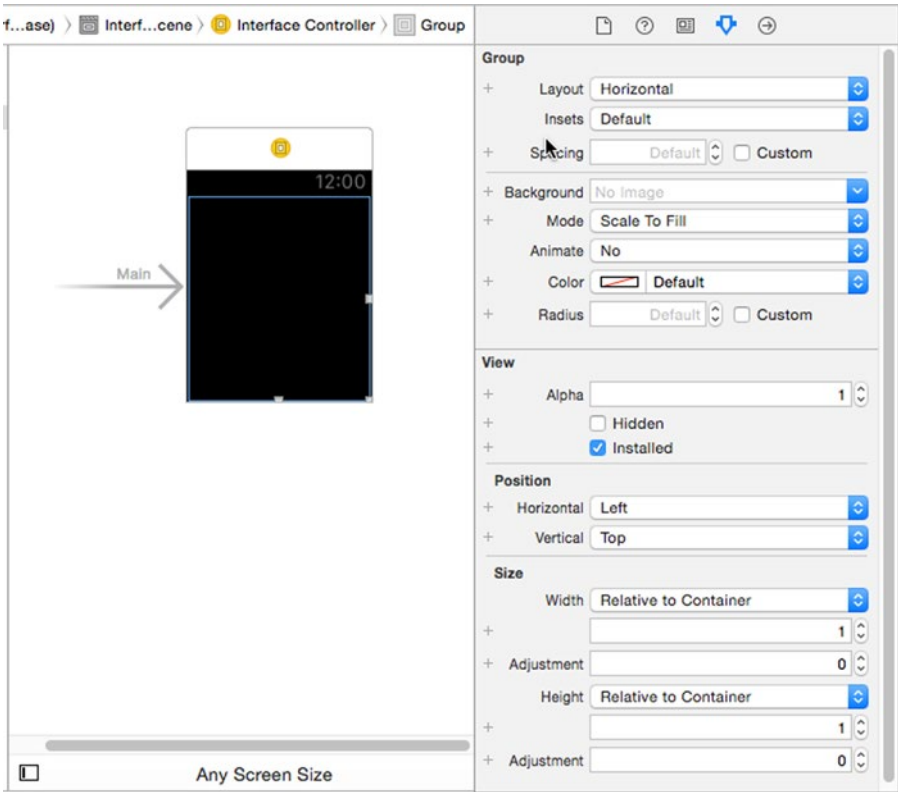 f...ase) Interf...cene Interface Controller Group
12:00
Main
Any Screen Size
Group
Layout Horizontal
Insets Default
Spacing Default Custom
Background No Image
Mode Scale To Fill
Animate No
Color Default
Radius Default Custom
View
Alpha 1
Hidden
Installed
Position
Horizontal Left
Vertical Top
Size
Width Relative to Container
1
Adjustment 0
Height Relative to Container
1
Adjustment 0